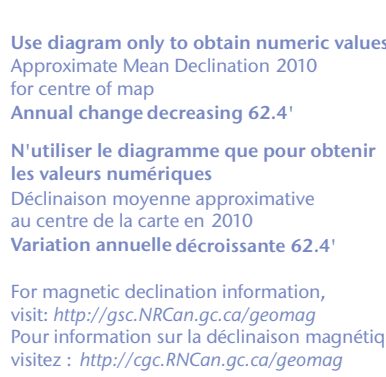 Use diagram only to obtain numeric values
Approximate Mean Declination 2010
for centre of map
Annual change decreasing 62.4'
N'utiliser le diagramme que pour obtenir
les valeurs numériques
Déclinaison moyenne approximative
au centre de la carte en 2010
Variation annuelle décroissante 62.4'
For magnetic declination information,
visit: http://gsc.NRCan.gc.ca/geomag
Pour information sur la déclinaison magnétiq
visitez : http://cgc.RNCan.gc.ca/geomag